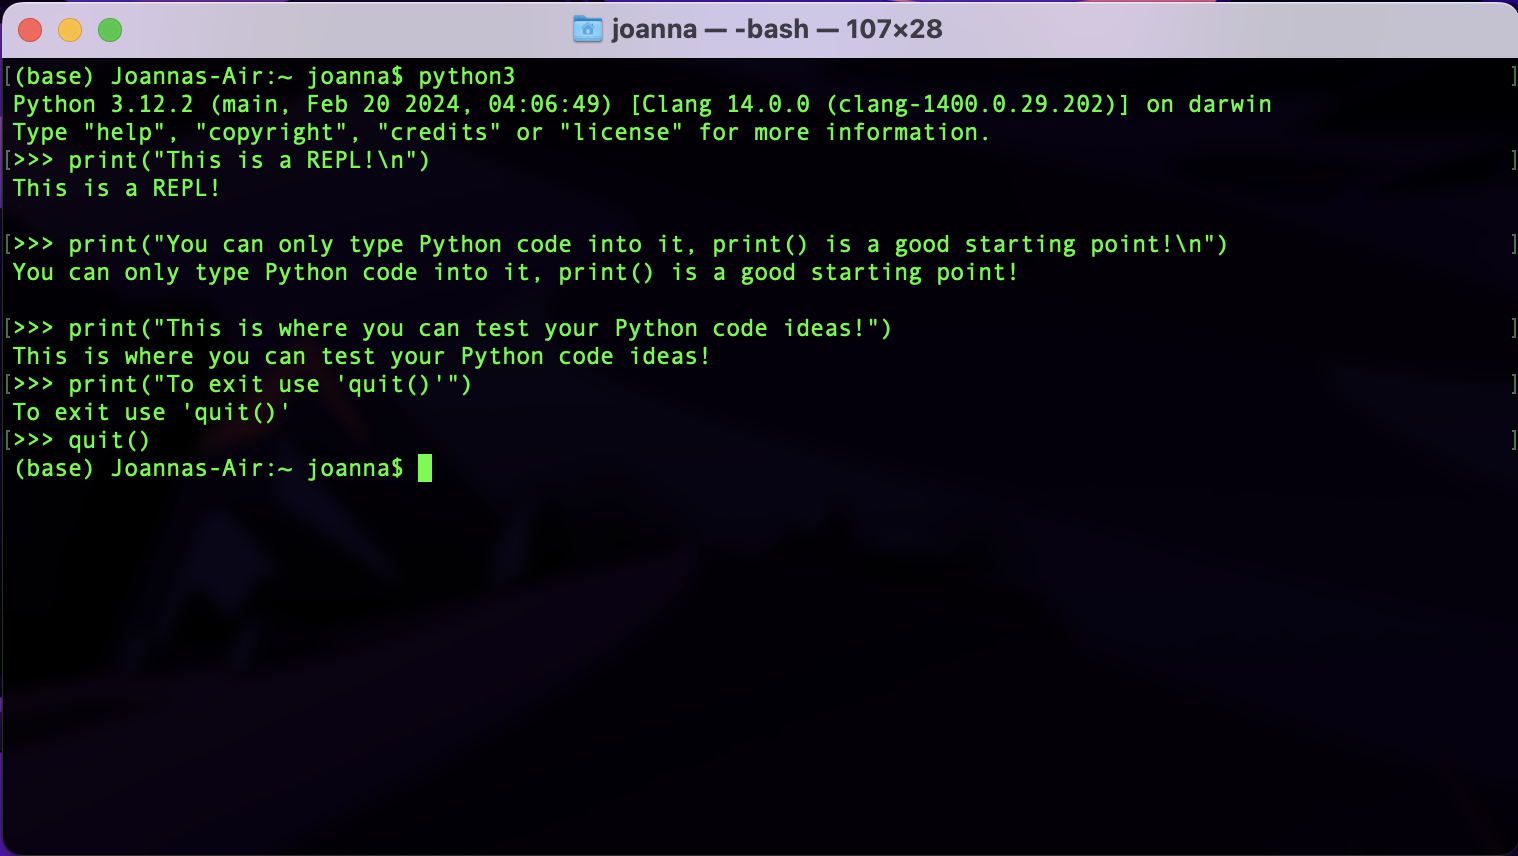 joanna — -bash — 107×28
(base) Joannas-Air:~ joanna$ python3
Python 3.12.2 (main, Feb 20 2024, 04:06:49) [Clang 14.0.0 (clang-1400.0.29.202)] on darwin
Type "help", "copyright", "credits" or "license" for more information.
>>> print("This is a REPL!\n")
This is a REPL!

>>> print("You can only type Python code into it, print() is a good starting point!\n")
You can only type Python code into it, print() is a good starting point!

>>> print("This is where you can test your Python code ideas!")
This is where you can test your Python code ideas!
>>> print("To exit use 'quit()'")
To exit use 'quit()'
>>> quit()
(base) Joannas-Air:~ joanna$